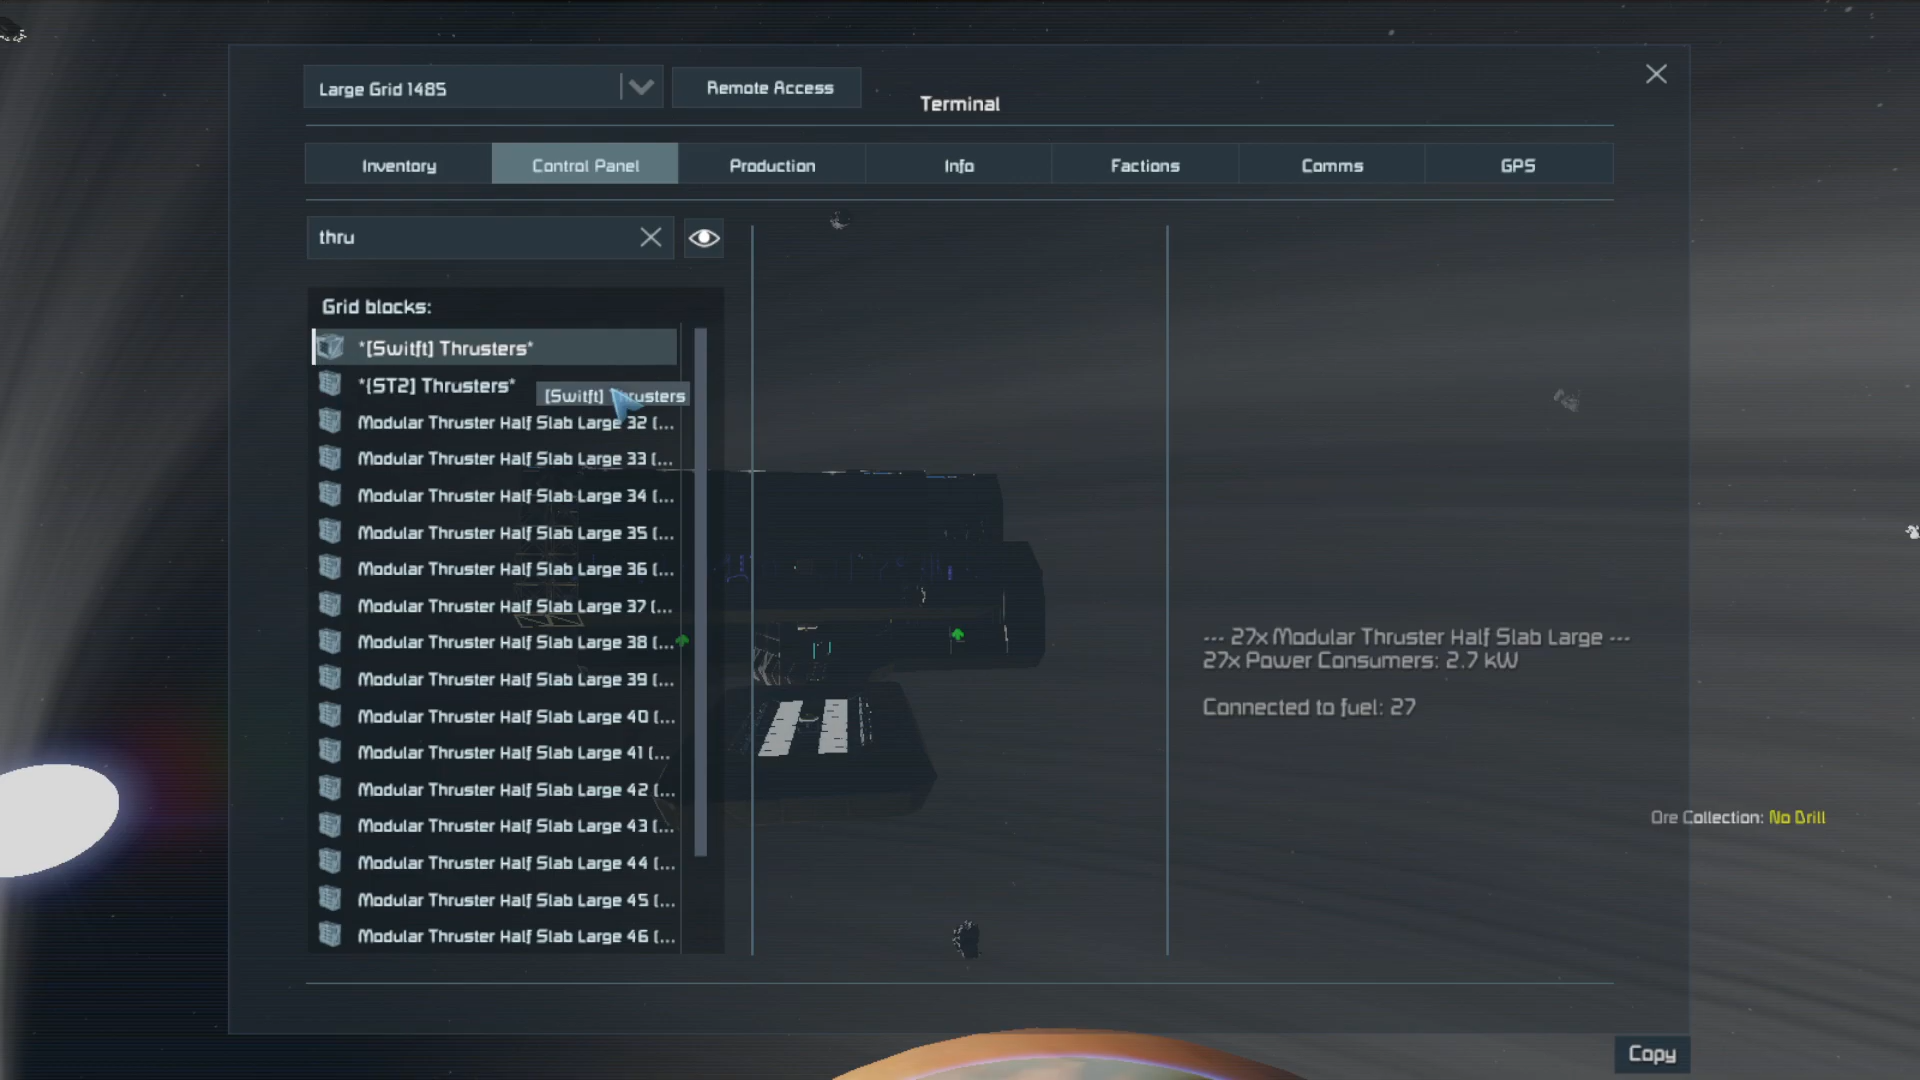 Large Grid 1485
Remote Access
Terminal
Inventory
Control Panel
Production
Info
Factions
Comms
GPS
thru
Grid blocks:
*[Switft] Thrusters*
*{ST2] Thrusters*
[Switft] Thrusters
Modular Thruster Half Slab Large 32 (...
Modular Thruster Half Slab Large 33 (...
Modular Thruster Half Slab Large 34 (...
Modular Thruster Half Slab Large 35 (...
Modular Thruster Half Slab Large 36 (...
Modular Thruster Half Slab Large 37 (...
Modular Thruster Half Slab Large 38 (...
Modular Thruster Half Slab Large 39 (...
Modular Thruster Half Slab Large 40 (...
Modular Thruster Half Slab Large 41 (...
Modular Thruster Half Slab Large 42 (...
Modular Thruster Half Slab Large 43 (...
Modular Thruster Half Slab Large 44 (...
Modular Thruster Half Slab Large 45 (...
Modular Thruster Half Slab Large 46 (...
--- 27x Modular Thruster Half Slab Large ---
27x Power Consumers: 2.7 kW
Connected to fuel: 27
Ore Collection: No Drill
Copy